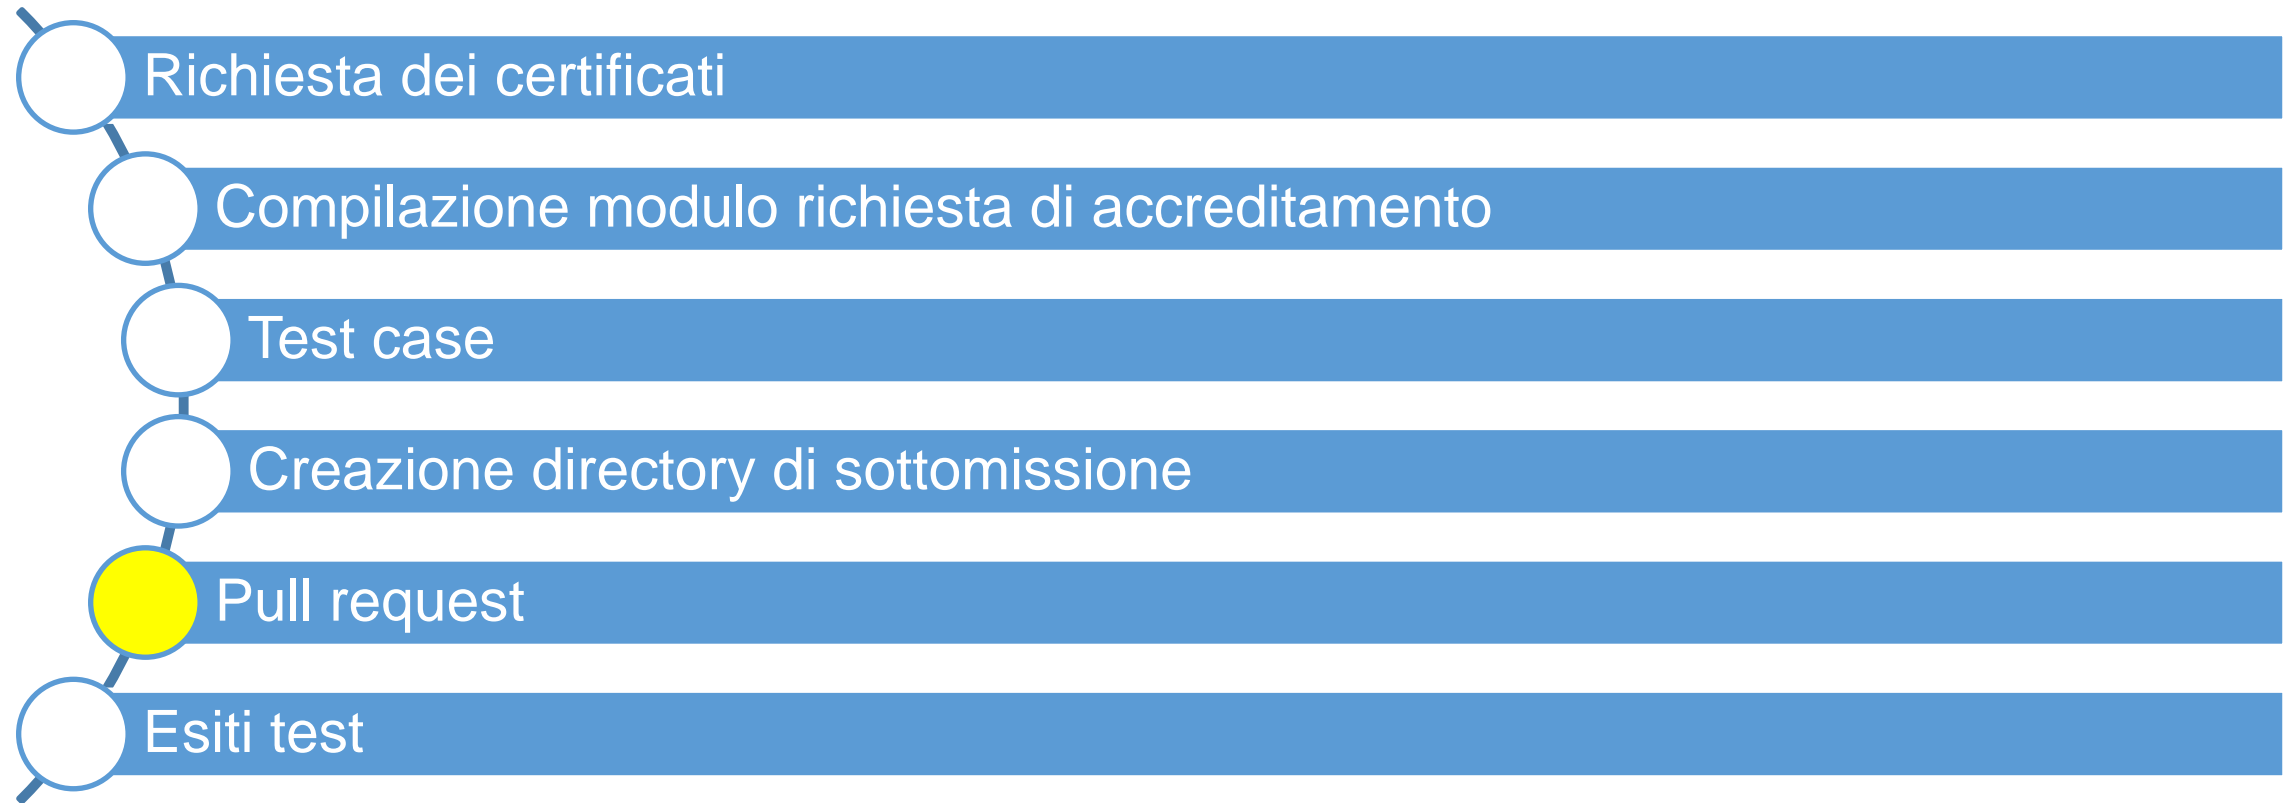 Richiesta dei certificati
Compilazione modulo richiesta di accreditamento
Test case
Creazione directory di sottomissione
Pull request
Esiti test